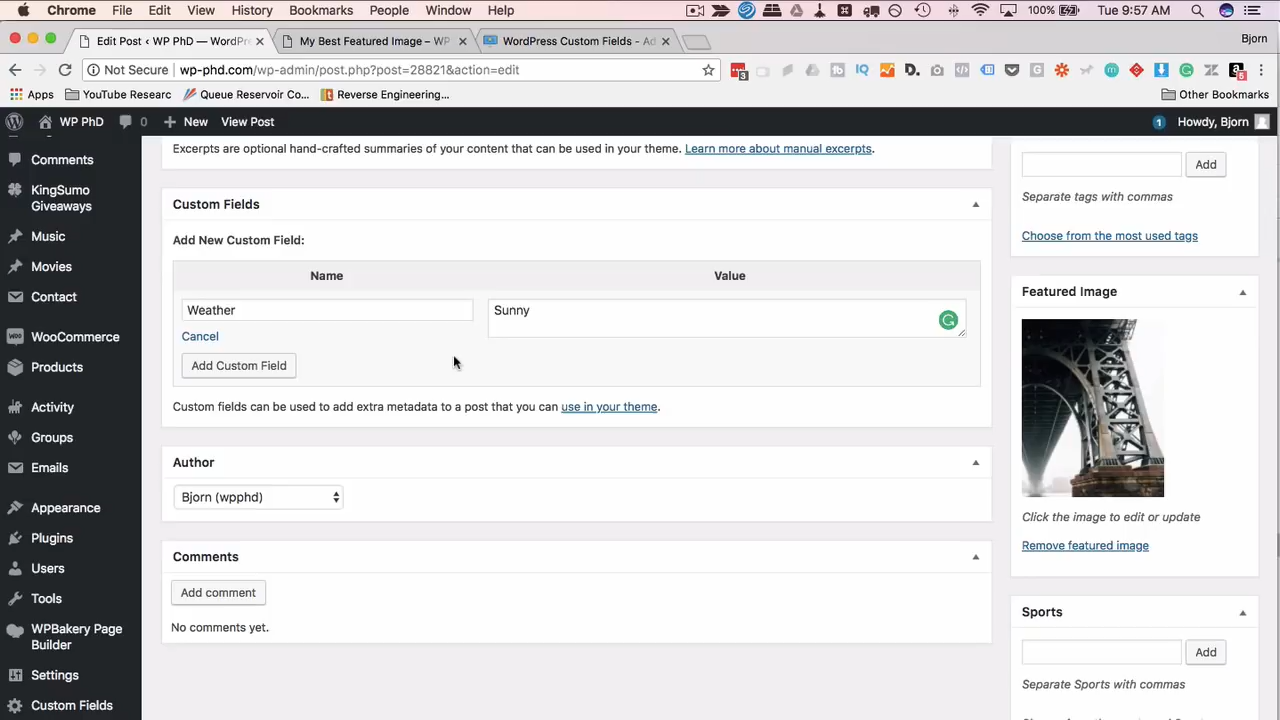 Chrome File Edit View History Bookmarks People Window Help 100% Tue 9:57 AM
Edit Post ‹ WP PhD — WordPr
My Best Featured Image – WP
WordPress Custom Fields - Ad
Bjorn
Not Secure | wp-phd.com/wp-admin/post.php?post=28821&action=edit
Apps YouTube Researc Queue Reservoir Co... Reverse Engineering... Other Bookmarks
WP PhD 0 New View Post 1 Howdy, Bjorn
Comments
KingSumo
Giveaways
Music
Movies
Contact
WooCommerce
Products
Activity
Groups
Emails
Appearance
Plugins
Users
Tools
WPBakery Page
Builder
Settings
Custom Fields
Excerpts are optional hand-crafted summaries of your content that can be used in your theme. Learn more about manual excerpts.
Custom Fields
Add New Custom Field:
Name Value
Weather Sunny
Cancel
Add Custom Field
Custom fields can be used to add extra metadata to a post that you can use in your theme.
Author
Bjorn (wpphd)
Comments
Add comment
No comments yet.
Add
Separate tags with commas
Choose from the most used tags
Featured Image
Click the image to edit or update
Remove featured image
Sports
Add
Separate Sports with commas